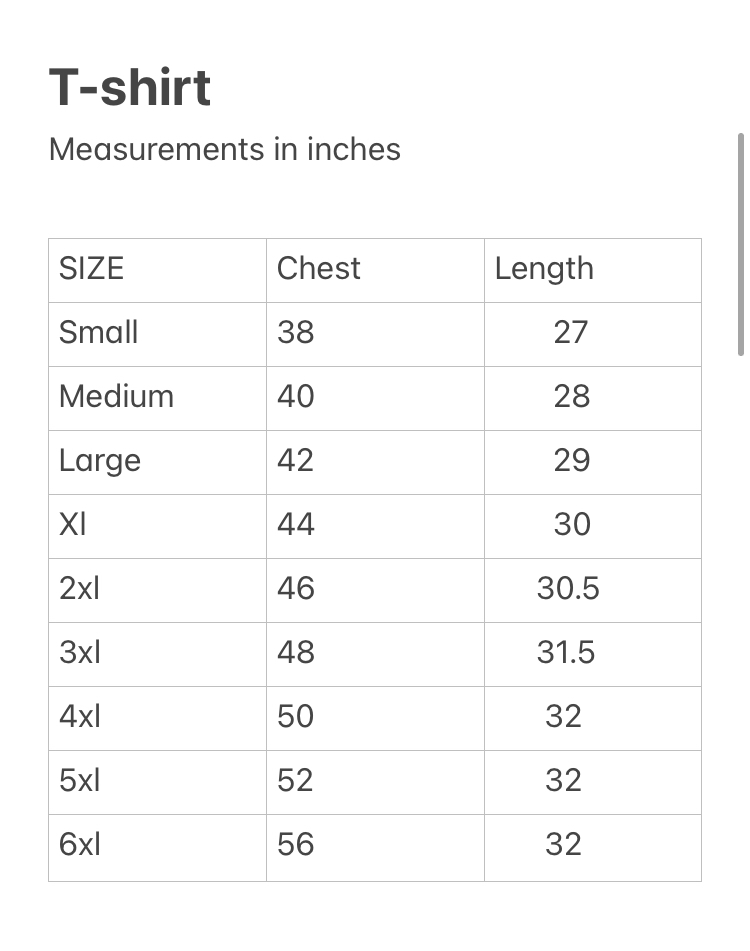 T-shirt
Measurements in inches
SIZE Chest Length
Small 38 27
Medium 40 28
Large 42 29
Xl 44 30
2xl 46 30.5
3xl 48 31.5
4xl 50 32
5xl 52 32
6xl 56 32